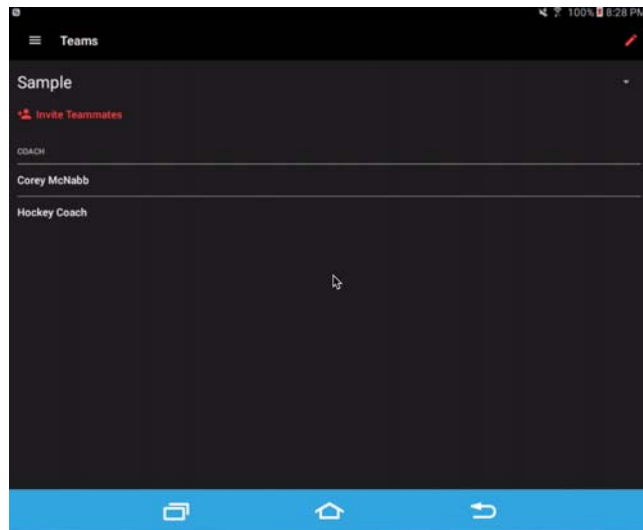 100% 8:28 PM
Teams
Sample
Invite Teammates
COACH
Corey McNabb
Hockey Coach